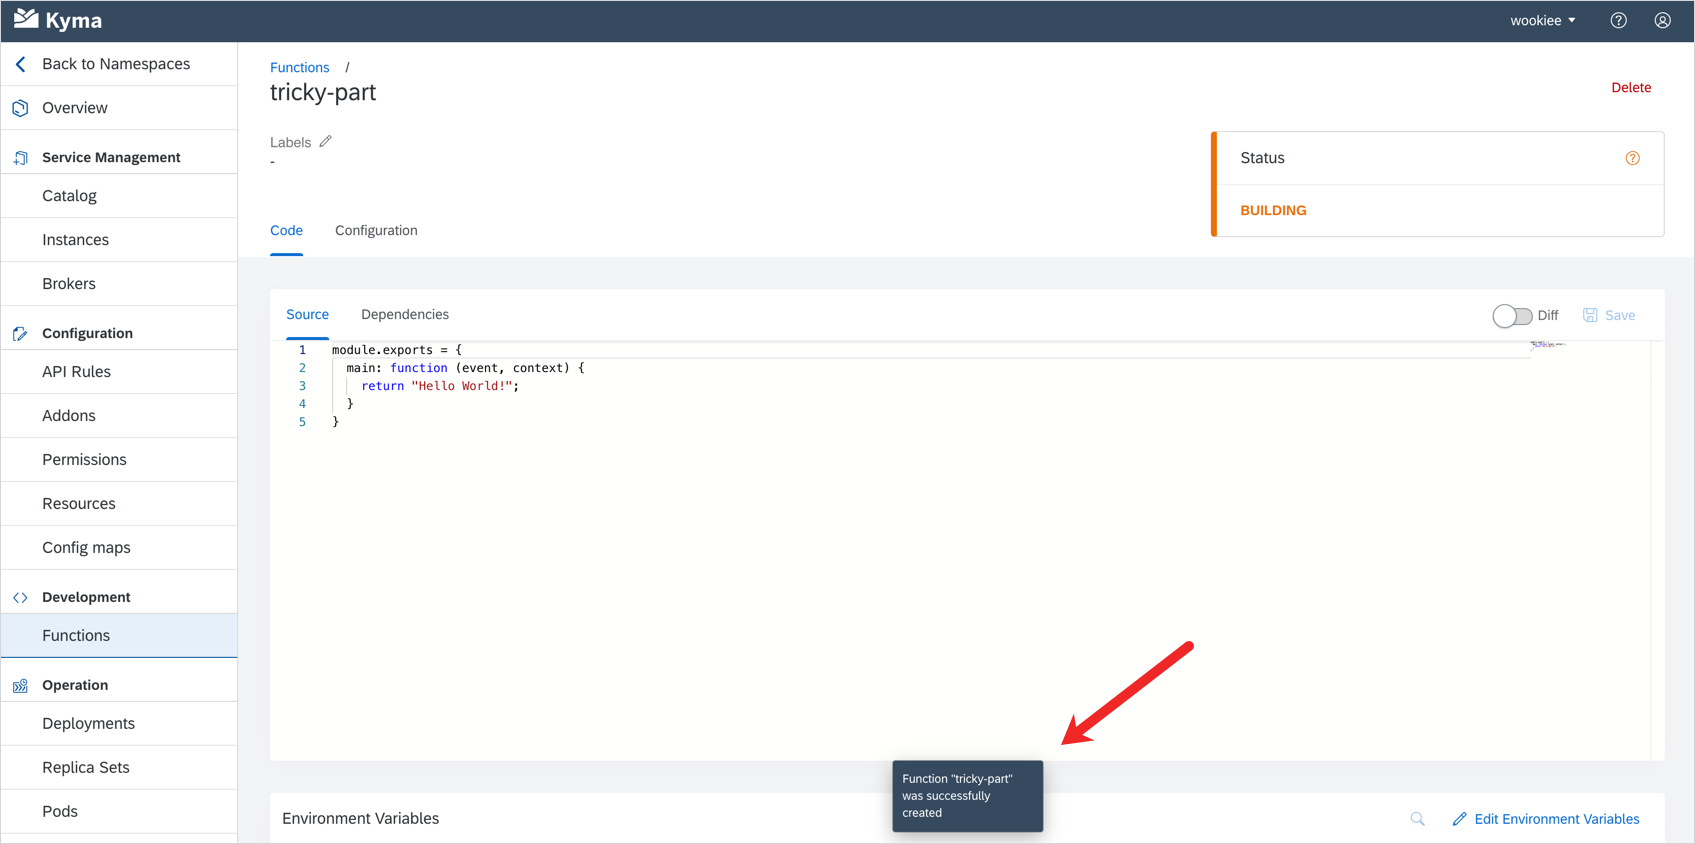 Kyma
wookiee
Back to Namespaces
Overview
Service Management
Catalog
Instances
Brokers
Configuration
API Rules
Addons
Permissions
Resources
Config maps
Development
Functions
Operation
Deployments
Replica Sets
Pods
Functions /
tricky-part
Delete
Labels
-
Status
BUILDING
Code Configuration
Source Dependencies
Diff Save
1 module.exports = {
2 main: function (event, context) {
3 return "Hello World!";
4 }
5 }
Function "tricky-part"
was successfully
created
Environment Variables
Edit Environment Variables